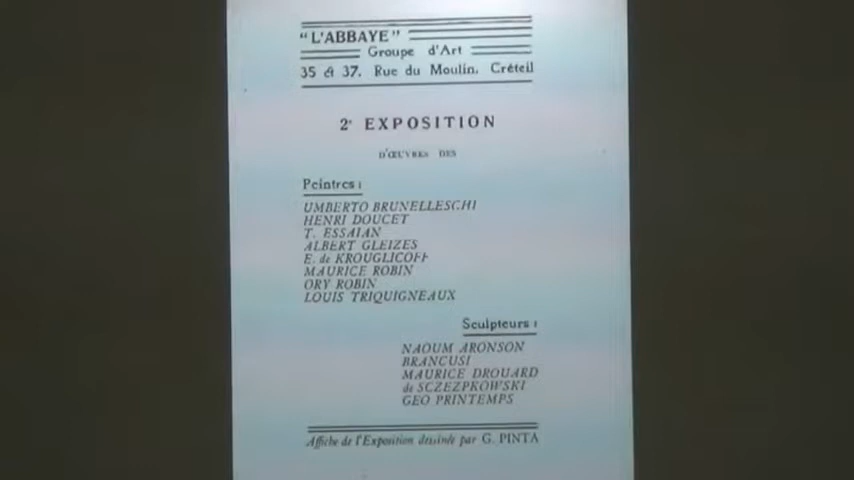 "L'ABBAYE"
Groupe d'Art
35 & 37. Rue du Moulin. Créteil
2e EXPOSITION
D'ŒUVRES DES
Peintres :
UMBERTO BRUNELLESCHI
HENRI DOUCET
T. ESSAIAN
ALBERT GLEIZES
E. de KROUGLICOFF
MAURICE ROBIN
ORY ROBIN
LOUIS TRIQUIGNEAUX
Sculpteurs :
NAOUM ARONSON
BRANCUSI
MAURICE DROUARD
de SCZEZPKOWSKI
GEO PRINTEMPS
Affiche de l'Exposition dessinée par G. PINTA